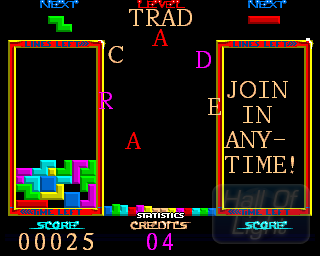 NEXT LEVEL NEXT
TRAD
A
C D
R E
A
JOIN
IN
ANY-
TIME!
Hall Of
Light
STATISTICS
SCORE CREDITS SCORE
00025 04